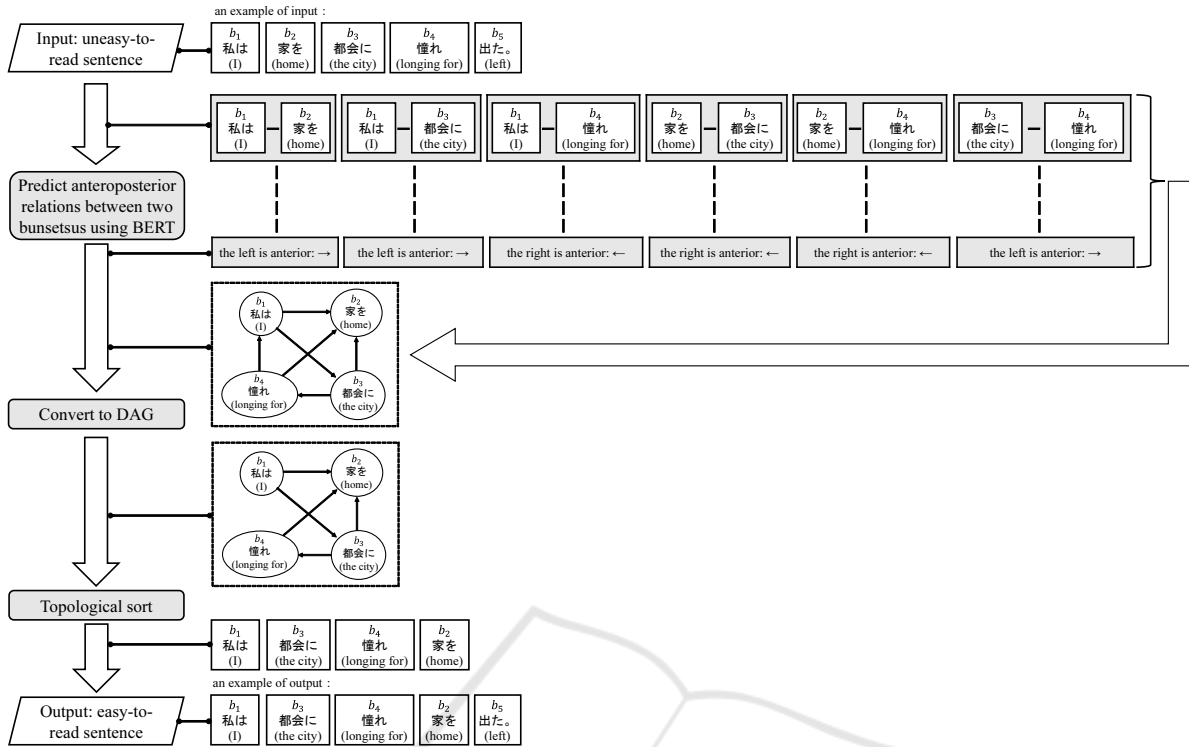 an example of input :
Input: uneasy-to-
read sentence
b₁ b₂ b₃ b₄ b₅
私は 家を 都会に 憧れ 出た。
(I) (home) (the city) (longing for) (left)
b₁ b₂ b₁ b₃ b₁ b₄ b₂ b₃ b₂ b₄ b₃ b₄
私は 家を 私は 都会に 私は 憧れ 家を 都会に 家を 憧れ 都会に 憧れ
(I) (home) (I) (the city) (I) (longing for) (home) (the city) (home) (longing for) (the city) (longing for)
Predict anteroposterior
relations between two
bunsetsus using BERT
the left is anterior: → the left is anterior: → the right is anterior: ← the right is anterior: ← the right is anterior: ← the left is anterior: →
b₁ b₂
私は 家を
(I) (home)
b₄ b₃
憧れ 都会に
(longing for) (the city)
Convert to DAG
b₁ b₂
私は 家を
(I) (home)
b₄ b₃
憧れ 都会に
(longing for) (the city)
Topological sort
b₁ b₃ b₄ b₂
私は 都会に 憧れ 家を
(I) (the city) (longing for) (home)
an example of output :
Output: easy-to-
read sentence
b₁ b₃ b₄ b₂ b₅
私は 都会に 憧れ 家を 出た。
(I) (the city) (longing for) (home) (left)